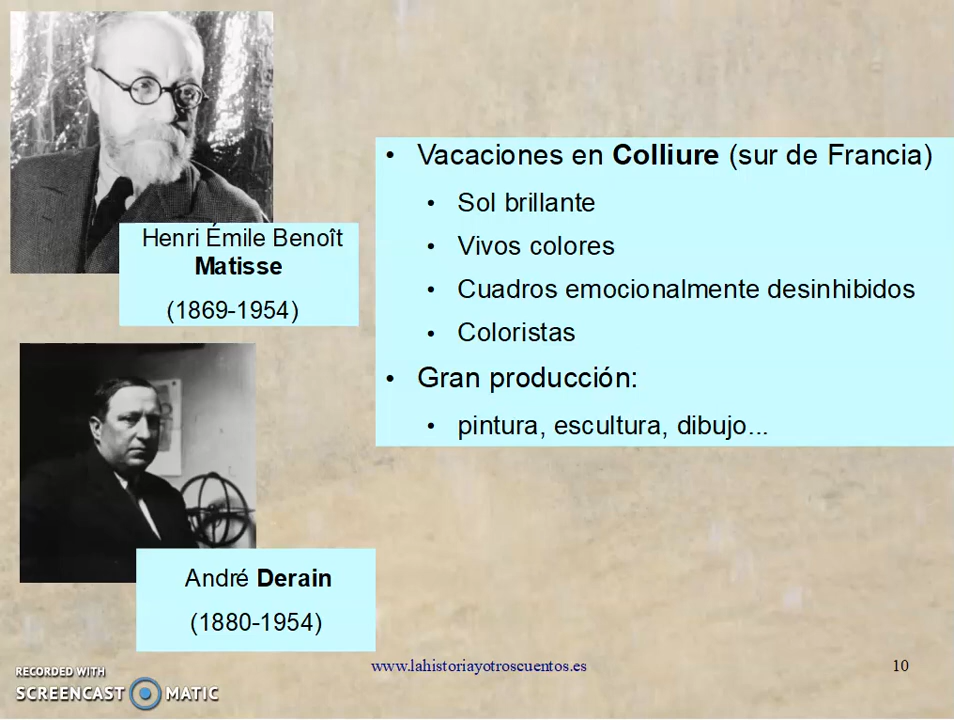 Henri Émile Benoît
Matisse
(1869-1954)
• Vacaciones en Colliure (sur de Francia)
• Sol brillante
• Vivos colores
• Cuadros emocionalmente desinhibidos
• Coloristas
• Gran producción:
• pintura, escultura, dibujo...
André Derain
(1880-1954)
RECORDED WITH
SCREENCAST MATIC
www.lahistoriayotroscuentos.es
10